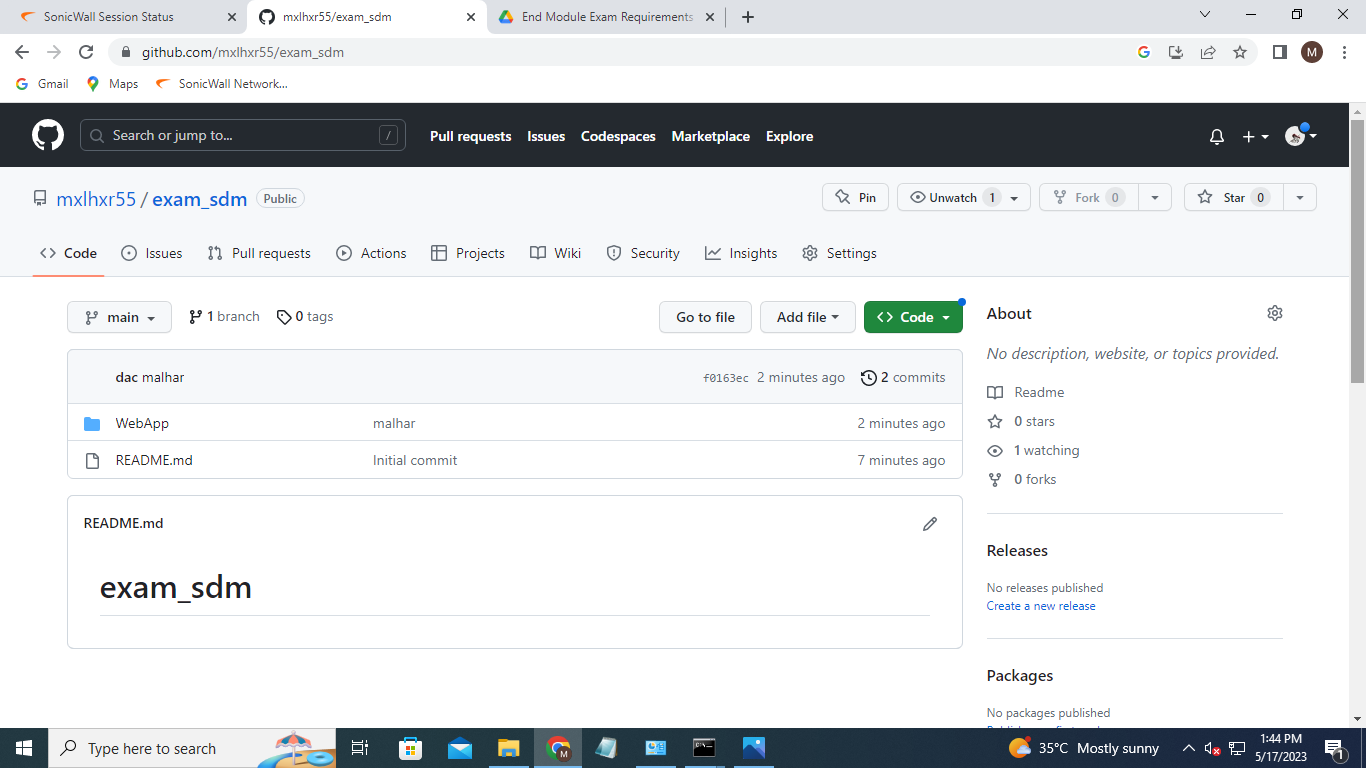 SonicWall Session Status
mxlhxr55/exam_sdm
End Module Exam Requirements
github.com/mxlhxr55/exam_sdm
M
Gmail
Maps
SonicWall Network...
Search or jump to...
/
Pull requests
Issues
Codespaces
Marketplace
Explore
mxlhxr55 / exam_sdm
Public
Pin
Unwatch 1
Fork 0
Star 0
Code
Issues
Pull requests
Actions
Projects
Wiki
Security
Insights
Settings
main
1 branch
0 tags
Go to file
Add file
Code
dac malhar
f0163ec 2 minutes ago
2 commits
WebApp
malhar
2 minutes ago
README.md
Initial commit
7 minutes ago
README.md
exam_sdm
About
No description, website, or topics provided.
Readme
0 stars
1 watching
0 forks
Releases
No releases published
Create a new release
Packages
No packages published
Type here to search
M
35°C Mostly sunny
1:44 PM
5/17/2023
1